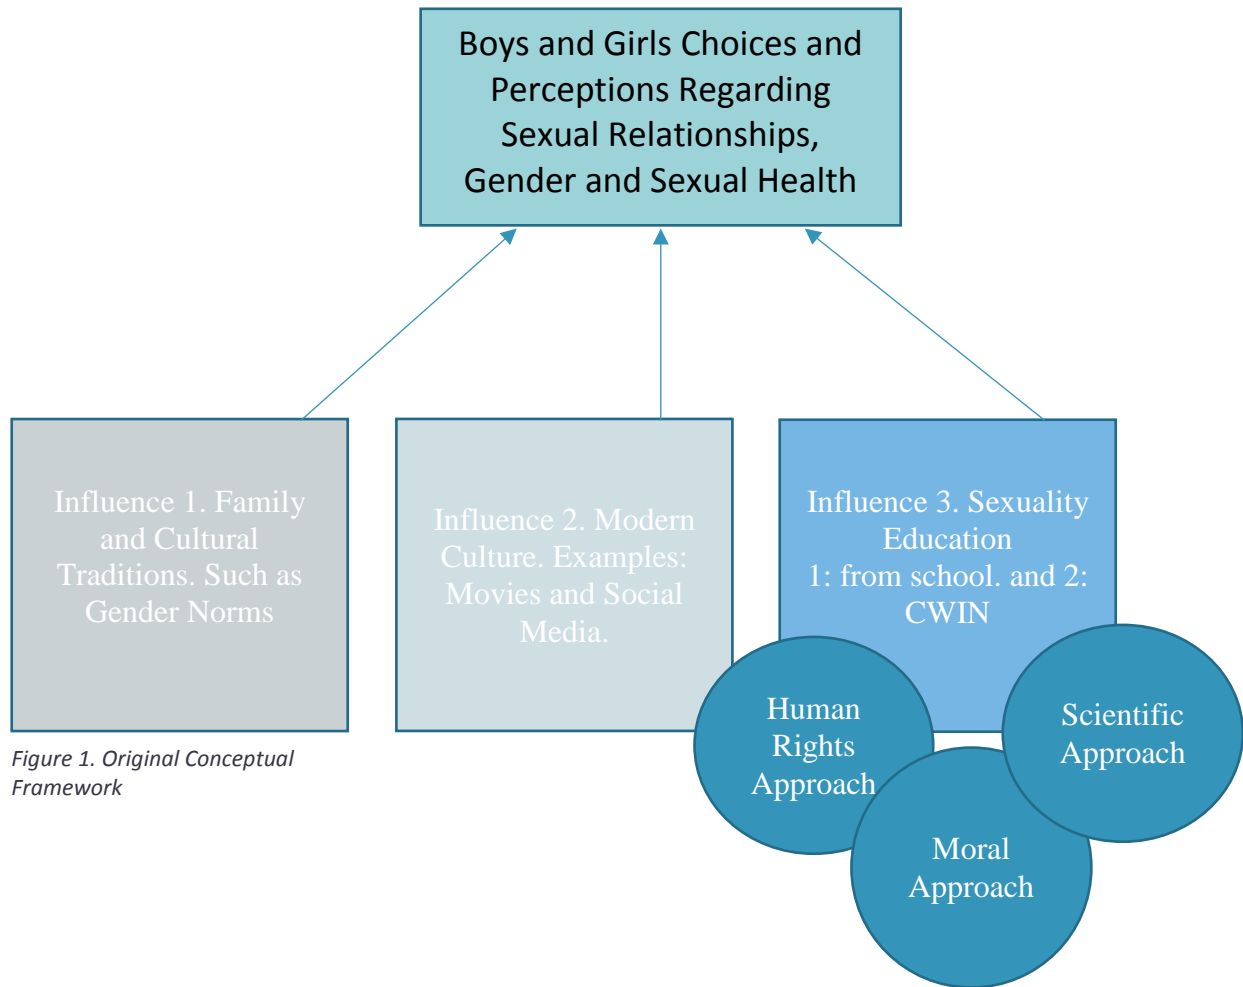 Boys and Girls Choices and
Perceptions Regarding
Sexual Relationships,
Gender and Sexual Health
Influence 1. Family
and Cultural
Traditions. Such as
Gender Norms
Influence 2. Modern
Culture. Examples:
Movies and Social
Media.
Influence 3. Sexuality
Education
1: from school. and 2:
CWIN
Human
Rights
Approach
Scientific
Approach
Moral
Approach
Figure 1. Original Conceptual
Framework